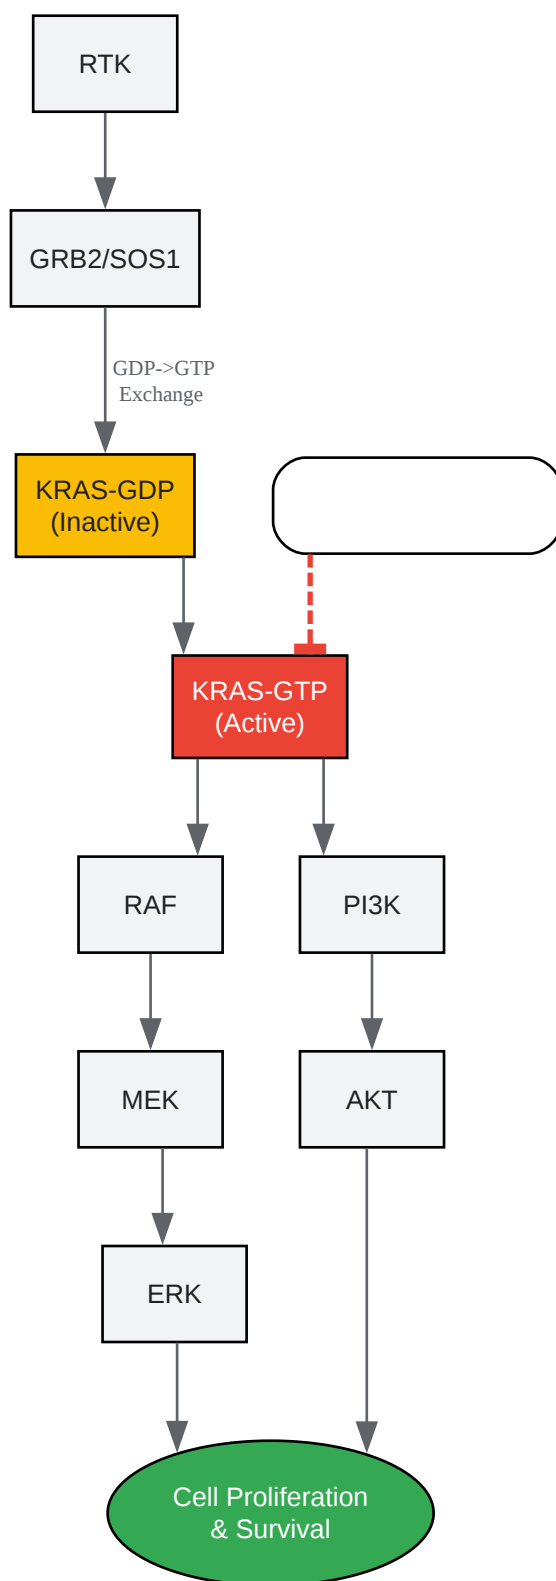 RTK
GRB2/SOS1
GDP->GTP
Exchange
KRAS-GDP
(Inactive)
KRAS-GTP
(Active)
RAF
PI3K
MEK
AKT
ERK
Cell Proliferation
& Survival